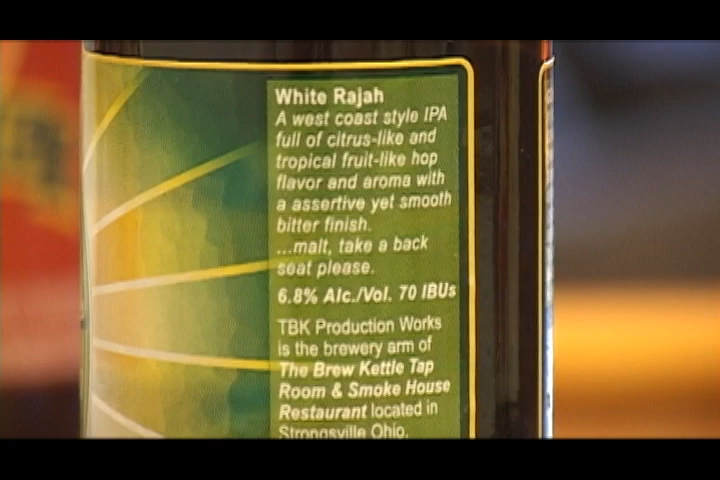 White Rajah
A west coast style IPA
full of citrus-like and
tropical fruit-like hop
flavor and aroma with
a assertive yet smooth
bitter finish.
...malt, take a back
seat please.
6.8% Alc./Vol. 70 IBUs
TBK Production Works
is the brewery arm of
The Brew Kettle Tap
Room & Smoke House
Restaurant located in
Strongsville Ohio.